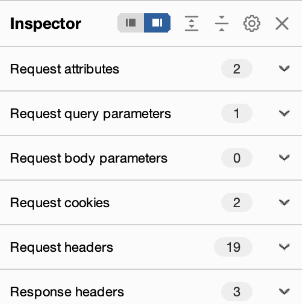 Inspector
Request attributes 2
Request query parameters 1
Request body parameters 0
Request cookies 2
Request headers 19
Response headers 3